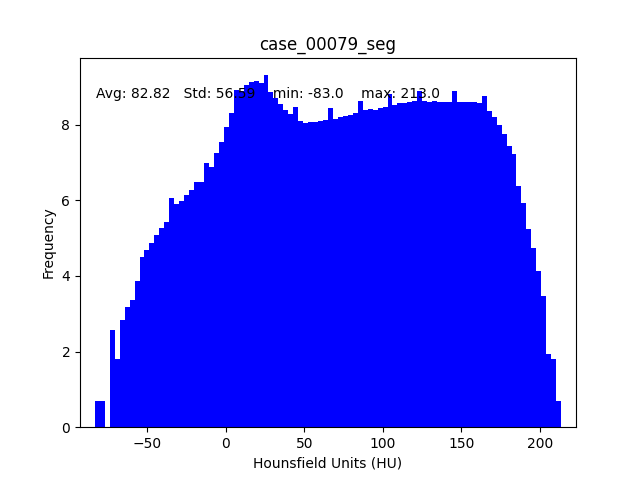 case_00079_seg
Avg: 82.82 Std: 56.59 min: -83.0 max: 213.0
8
6
4
2
0
Frequency
−50 0 50 100 150 200
Hounsfield Units (HU)